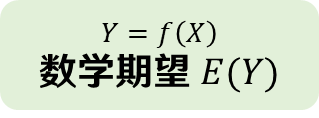 Y = f(X)
数学期望 E(Y)